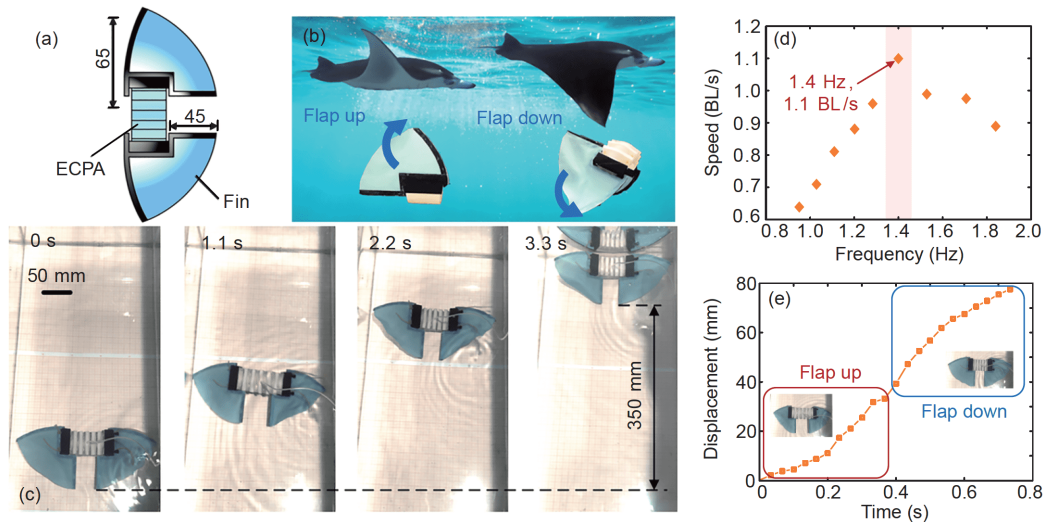 (a)
65
45
ECPA
Fin
(b)
Flap up
Flap down
0 s
50 mm
1.1 s
2.2 s
3.3 s
350 mm
(c)
(d)
Speed (BL/s)
1.2
1.1
1.0
0.9
0.8
0.7
0.6
1.4 Hz,
1.1 BL/s
0.8 1.0 1.2 1.4 1.6 1.8 2.0
Frequency (Hz)
(e)
Displacement (mm)
80
60
40
20
0
Flap up
Flap down
0 0.2 0.4 0.6 0.8
Time (s)